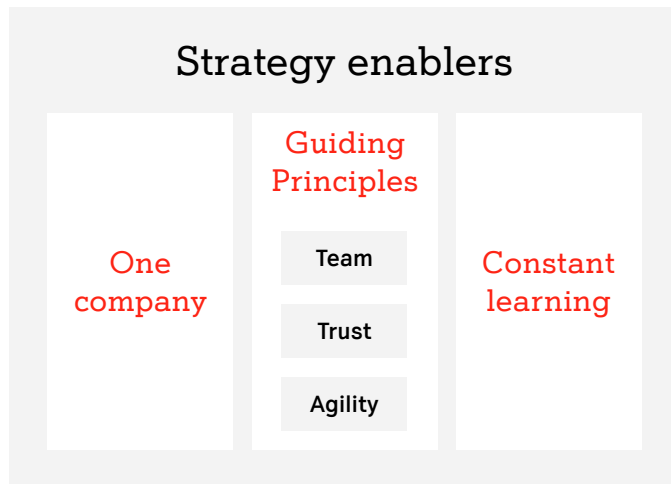 Strategy enablers
One
company
Guiding
Principles
Team
Trust
Agility
Constant
learning